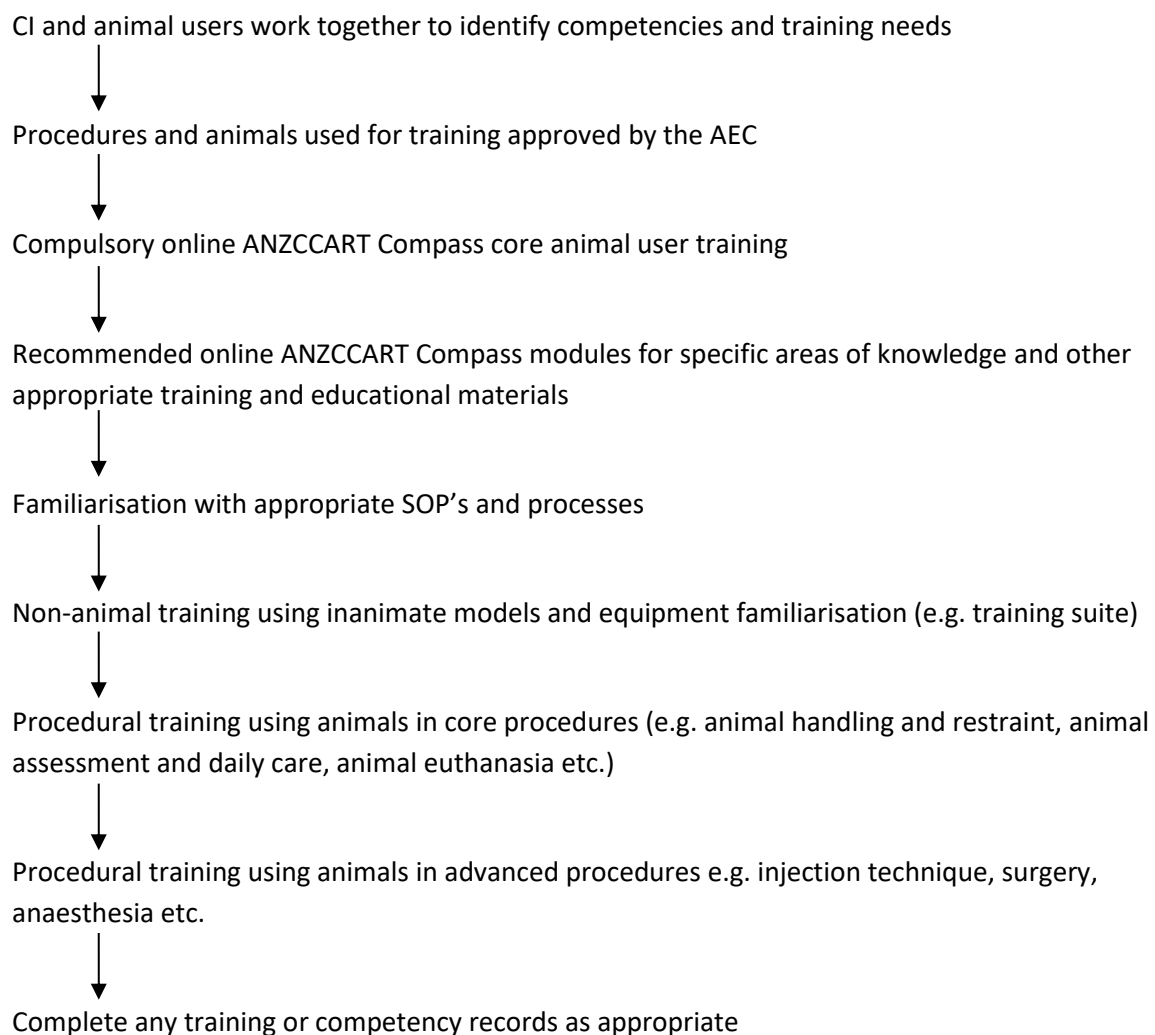 CI and animal users work together to identify competencies and training needs
Procedures and animals used for training approved by the AEC
Compulsory online ANZCCART Compass core animal user training
Recommended online ANZCCART Compass modules for specific areas of knowledge and other
appropriate training and educational materials
Familiarisation with appropriate SOP’s and processes
Non-animal training using inanimate models and equipment familiarisation (e.g. training suite)
Procedural training using animals in core procedures (e.g. animal handling and restraint, animal
assessment and daily care, animal euthanasia etc.)
Procedural training using animals in advanced procedures e.g. injection technique, surgery,
anaesthesia etc.
Complete any training or competency records as appropriate